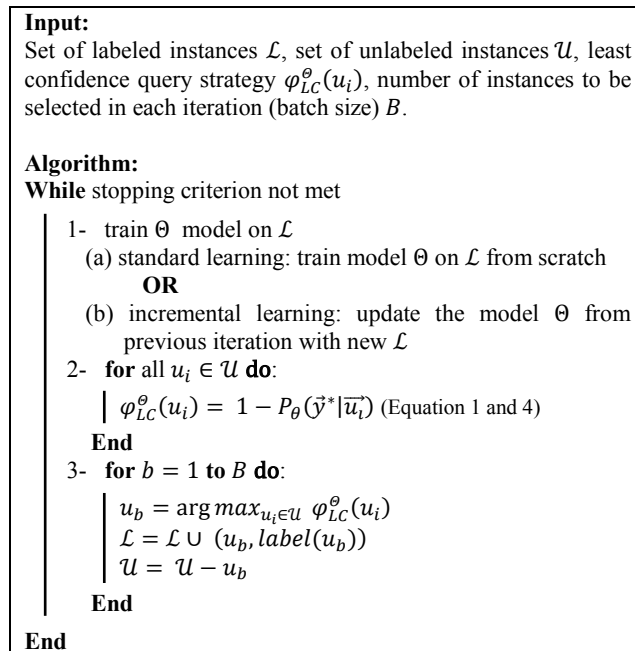 Input:
Set of labeled instances ℒ, set of unlabeled instances 𝒰, least
confidence query strategy φ_LC^Θ(u_i), number of instances to be
selected in each iteration (batch size) B.
Algorithm:
While stopping criterion not met
1- train Θ model on ℒ
(a) standard learning: train model Θ on ℒ from scratch
OR
(b) incremental learning: update the model Θ from
previous iteration with new ℒ
2- for all u_i ∈ 𝒰 do:
φ_LC^Θ(u_i) = 1 − P_θ(y⃗*|u⃗_i) (Equation 1 and 4)
End
3- for b = 1 to B do:
u_b = arg max_{u_i∈𝒰} φ_LC^Θ(u_i)
ℒ = ℒ ∪ (u_b, label(u_b))
𝒰 = 𝒰 − u_b
End
End